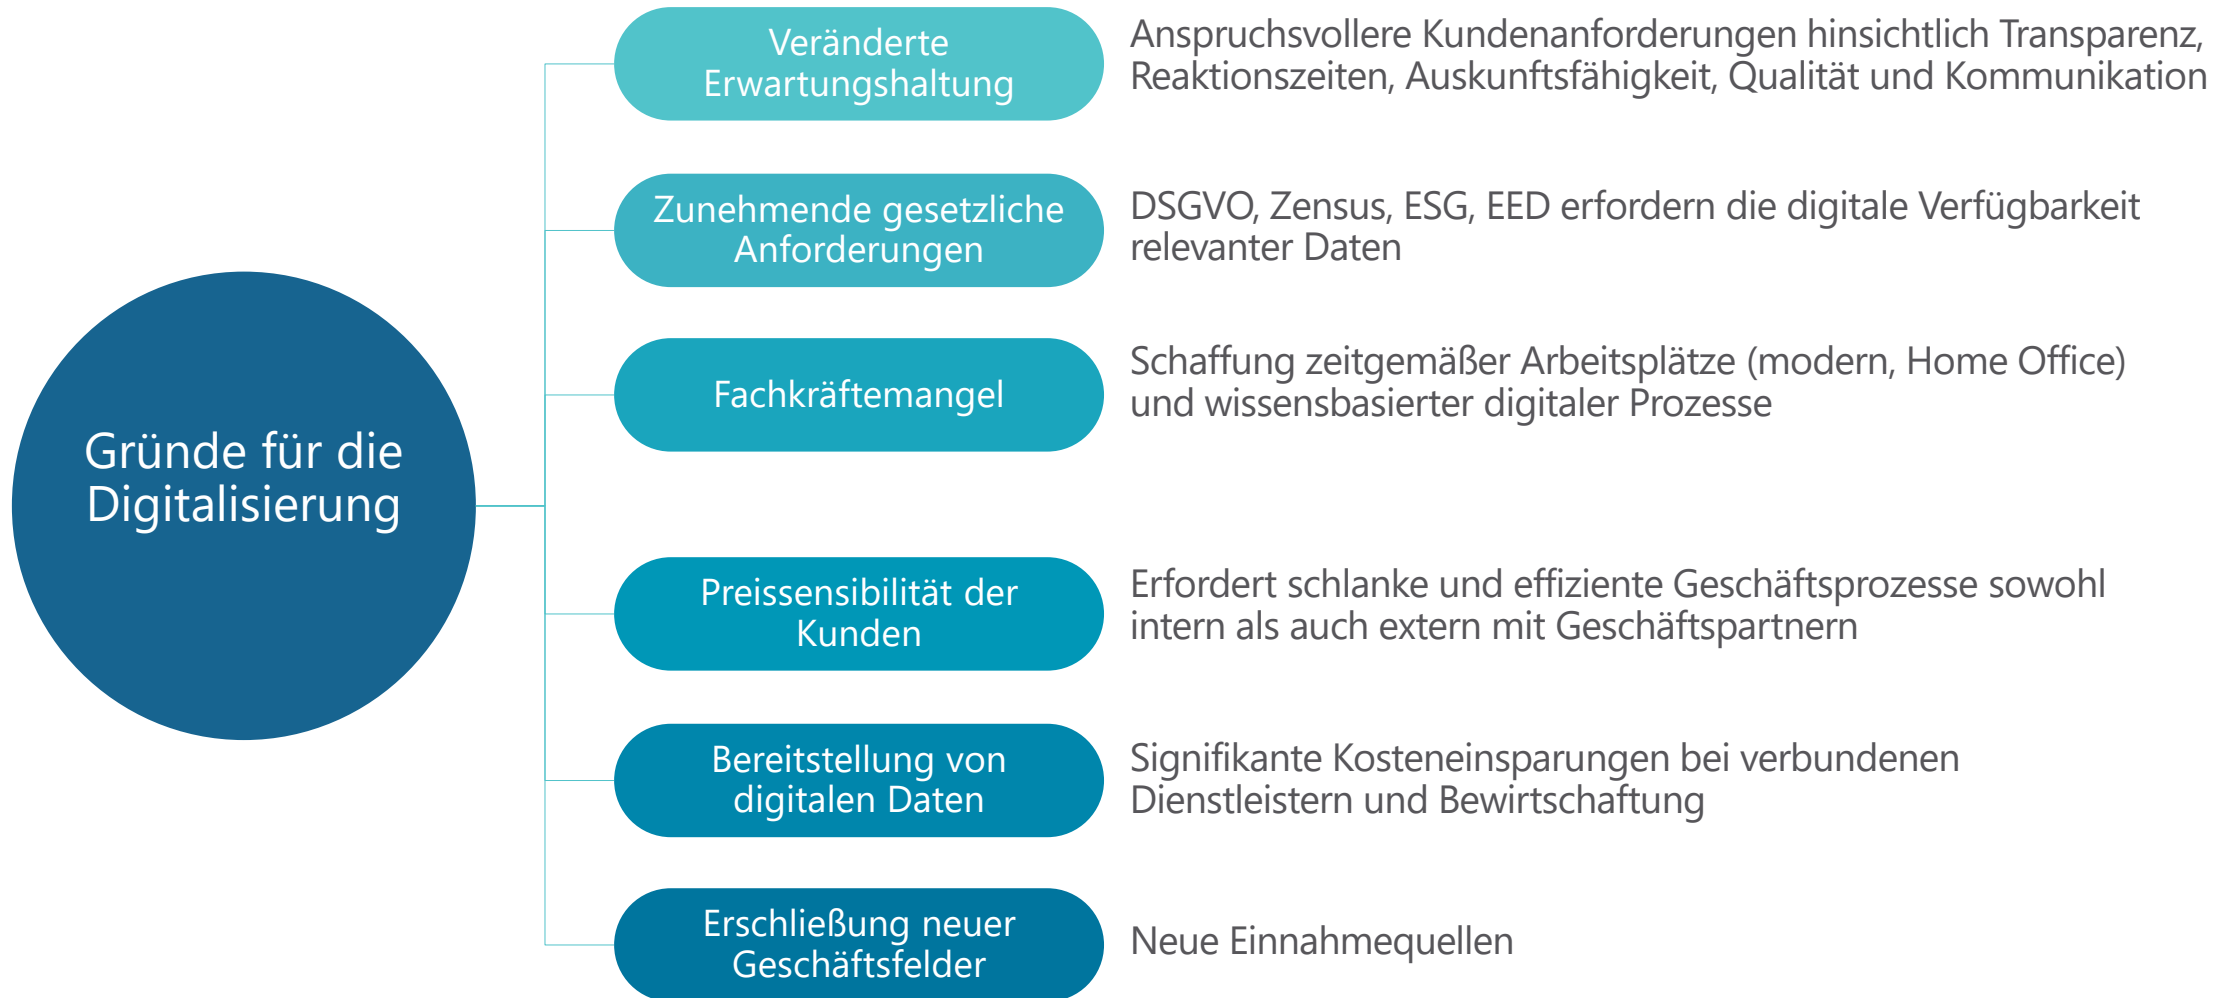 Gründe für die
Digitalisierung
Veränderte
Erwartungshaltung
Anspruchsvollere Kundenanforderungen hinsichtlich Transparenz,
Reaktionszeiten, Auskunftsfähigkeit, Qualität und Kommunikation
Zunehmende gesetzliche
Anforderungen
DSGVO, Zensus, ESG, EED erfordern die digitale Verfügbarkeit
relevanter Daten
Fachkräftemangel
Schaffung zeitgemäßer Arbeitsplätze (modern, Home Office)
und wissensbasierter digitaler Prozesse
Preissensibilität der
Kunden
Erfordert schlanke und effiziente Geschäftsprozesse sowohl
intern als auch extern mit Geschäftspartnern
Bereitstellung von
digitalen Daten
Signifikante Kosteneinsparungen bei verbundenen
Dienstleistern und Bewirtschaftung
Erschließung neuer
Geschäftsfelder
Neue Einnahmequellen